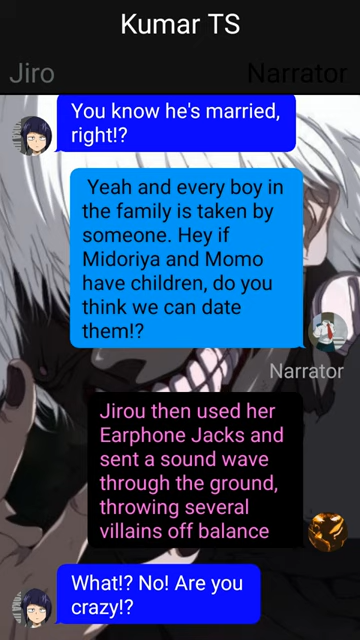 Kumar TS
Jiro Narrator
You know he's married,
right!?
Yeah and every boy in
the family is taken by
someone. Hey if
Midoriya and Momo
have children, do you
think we can date
them!?
Narrator
Jirou then used her
Earphone Jacks and
sent a sound wave
through the ground,
throwing several
villains off balance
What!? No! Are you
crazy!?